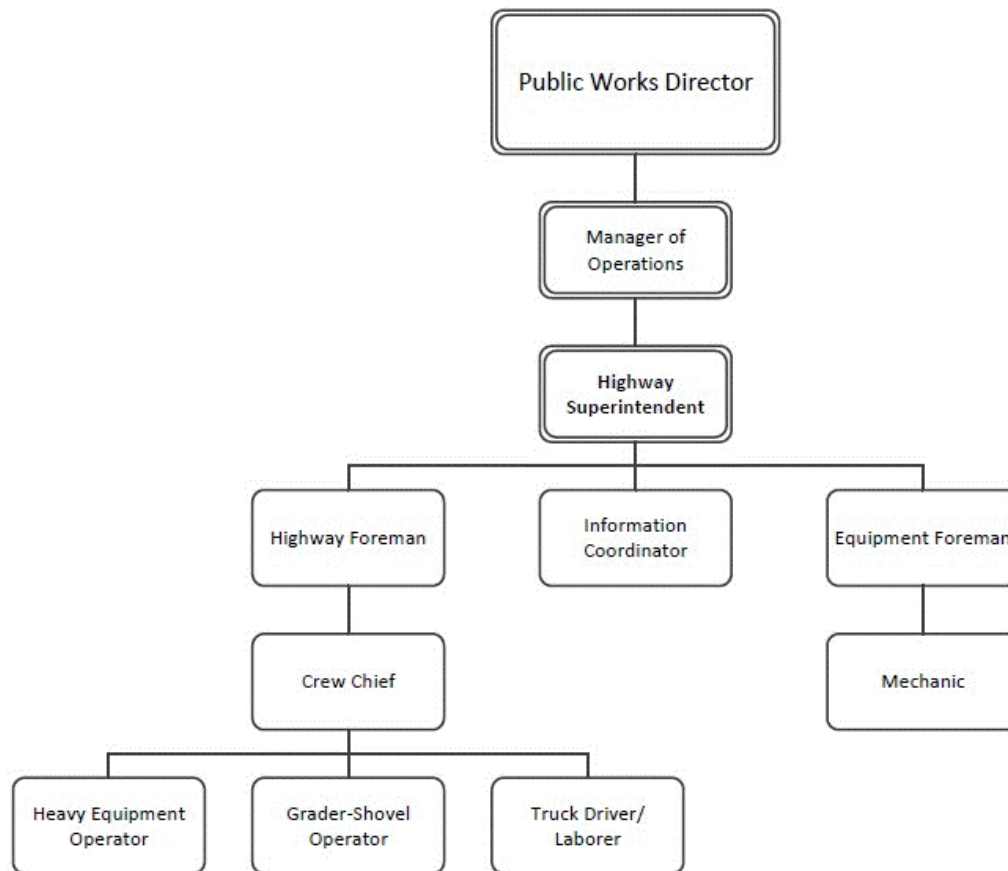 Public Works Director
Manager of
Operations
Highway
Superintendent
Highway Foreman
Information
Coordinator
Equipment Foreman
Crew Chief
Mechanic
Heavy Equipment
Operator
Grader-Shovel
Operator
Truck Driver/
Laborer